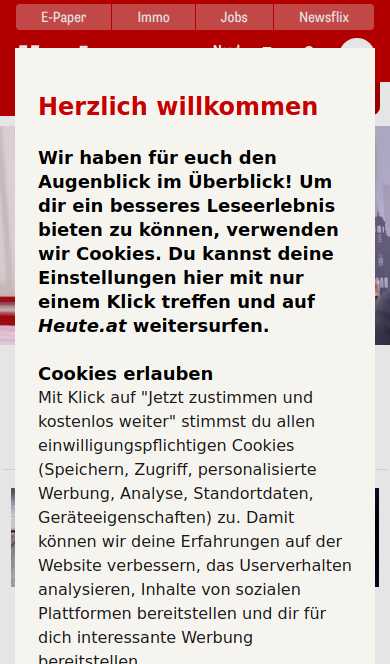 E-Paper Immo Jobs Newsflix
Herzlich willkommen
Wir haben für euch den
Augenblick im Überblick! Um
dir ein besseres Leseerlebnis
bieten zu können, verwenden
wir Cookies. Du kannst deine
Einstellungen hier mit nur
einem Klick treffen und auf
Heute.at weitersurfen.
Cookies erlauben
Mit Klick auf "Jetzt zustimmen und
kostenlos weiter" stimmst du allen
einwilligungspflichtigen Cookies
(Speichern, Zugriff, personalisierte
Werbung, Analyse, Standortdaten,
Geräteeigenschaften) zu. Damit
können wir deine Erfahrungen auf der
Website verbessern, das Userverhalten
analysieren, Inhalte von sozialen
Plattformen bereitstellen und dir für
dich interessante Werbung
bereitstellen